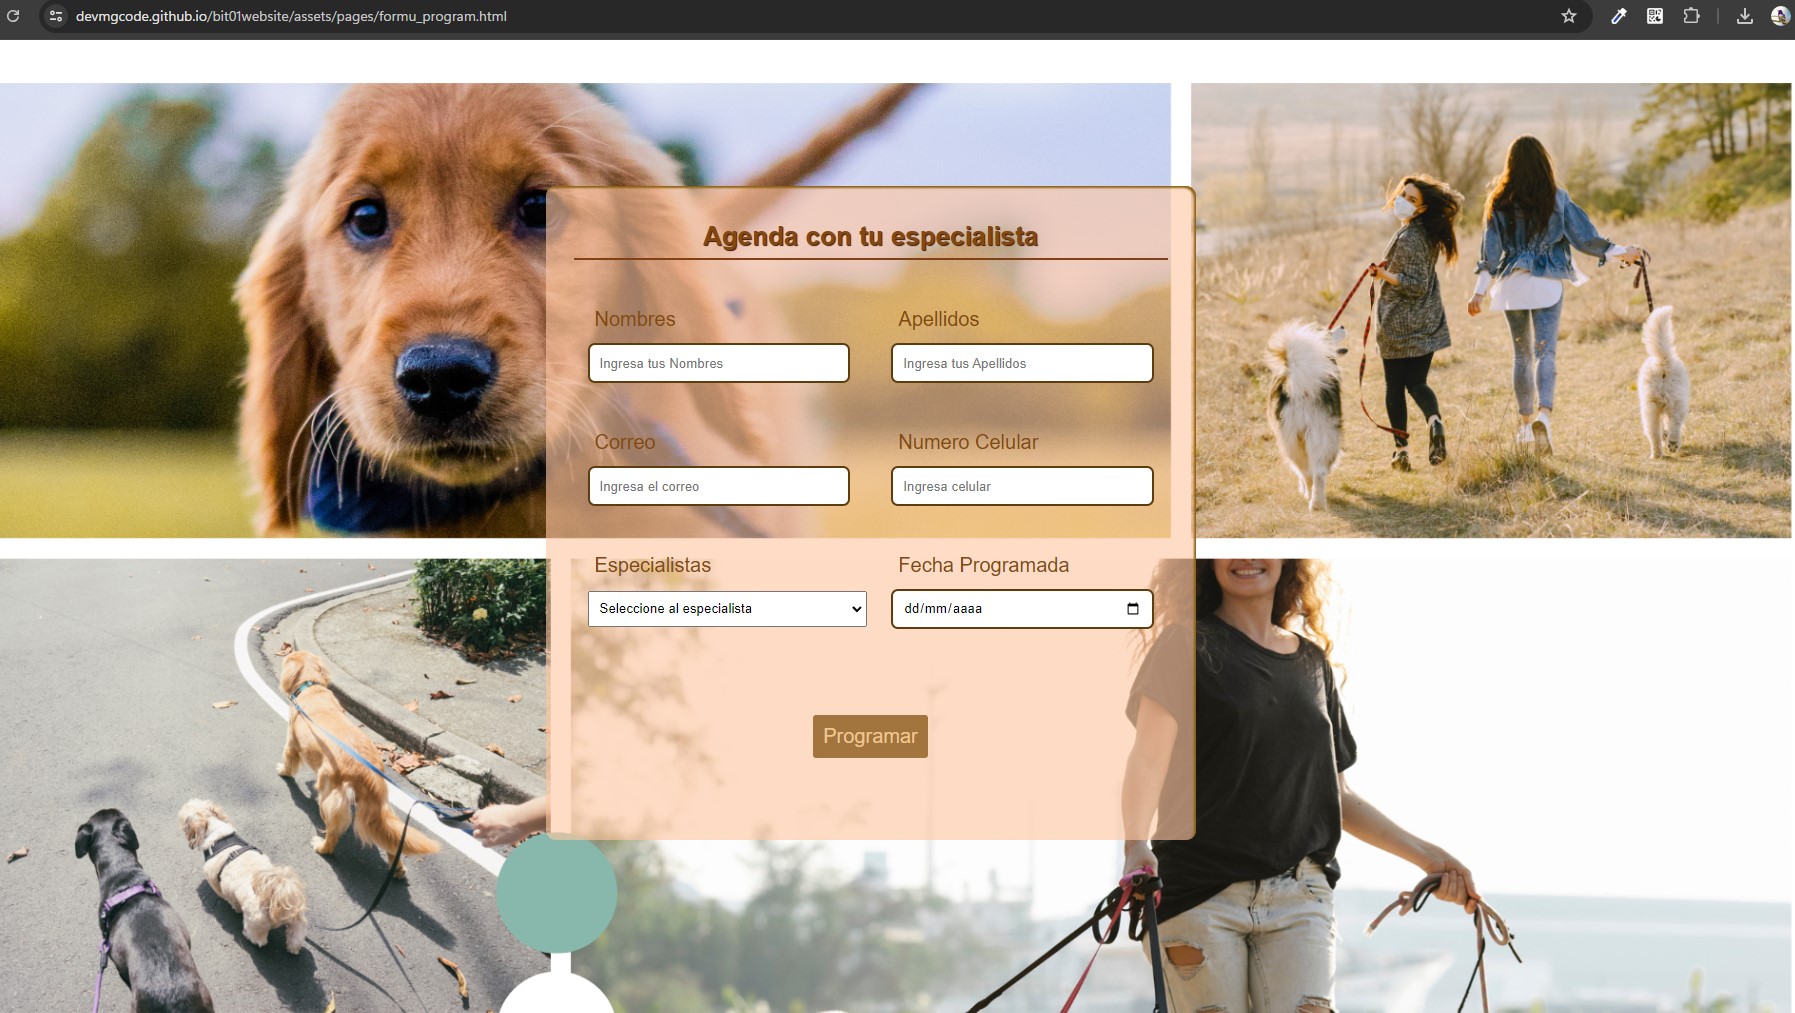 devmgcode.github.io/bit01website/assets/pages/formu_program.html
Agenda con tu especialista
Nombres
Apellidos
Ingresa tus Nombres
Ingresa tus Apellidos
Correo
Numero Celular
Ingresa el correo
Ingresa celular
Especialistas
Fecha Programada
Seleccione al especialista
dd/mm/aaaa
Programar